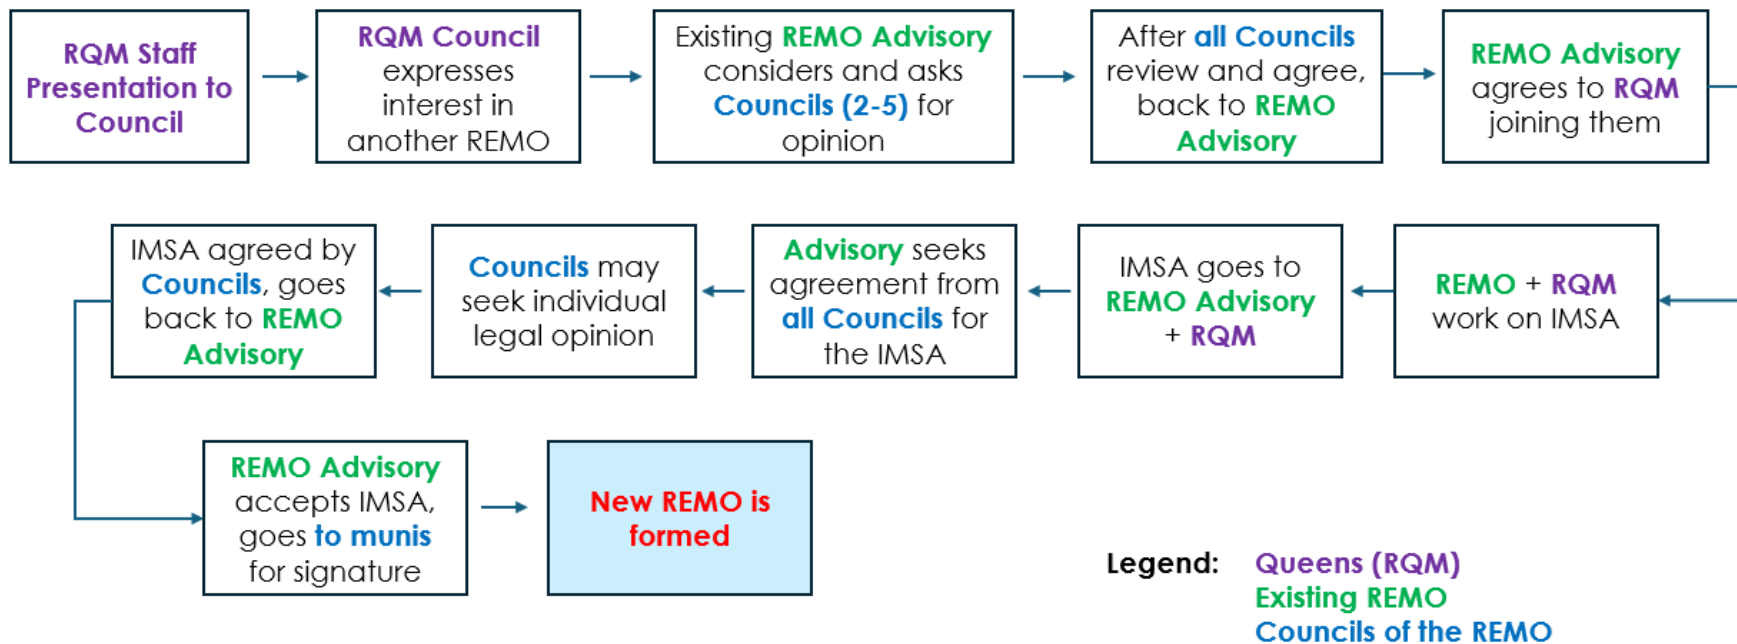 RQM Staff
Presentation to
Council
RQM Council
expresses
interest in
another REMO
Existing REMO Advisory
considers and asks
Councils (2-5) for
opinion
After all Councils
review and agree,
back to REMO
Advisory
REMO Advisory
agrees to RQM
joining them
REMO + RQM
work on IMSA
IMSA goes to
REMO Advisory
+ RQM
Advisory seeks
agreement from
all Councils for
the IMSA
Councils may
seek individual
legal opinion
IMSA agreed by
Councils, goes
back to REMO
Advisory
REMO Advisory
accepts IMSA,
goes to munis
for signature
New REMO is
formed
Legend: Queens (RQM)
Existing REMO
Councils of the REMO